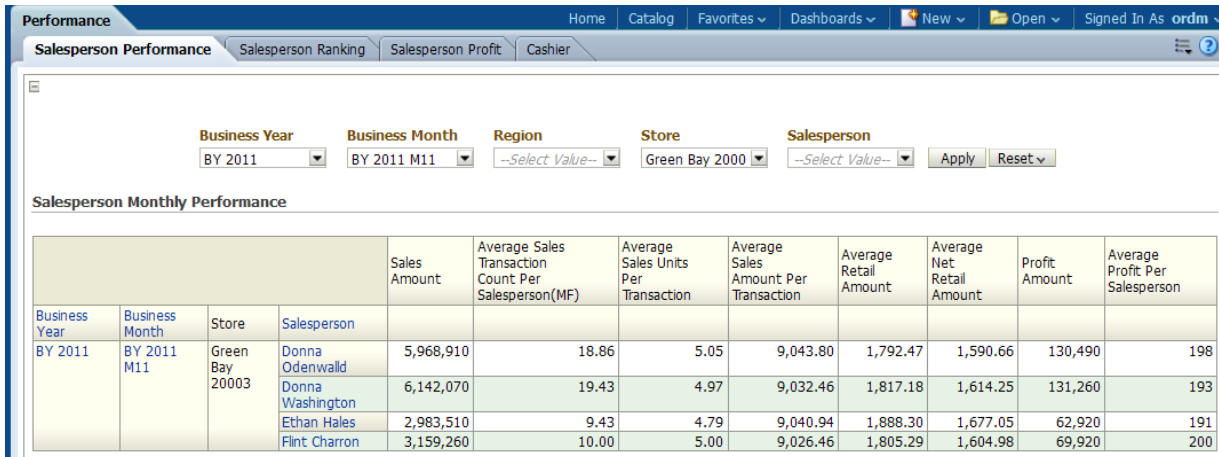 Performance
Home Catalog Favorites Dashboards New Open Signed In As ordm
Salesperson Performance Salesperson Ranking Salesperson Profit Cashier
Business Year Business Month Region Store Salesperson
BY 2011 BY 2011 M11 --Select Value-- Green Bay 2000 --Select Value-- Apply Reset
Salesperson Monthly Performance
Sales Amount Average Sales Transaction Count Per Salesperson(MF) Average Sales Units Per Transaction Average Sales Amount Per Transaction Average Retail Amount Average Net Retail Amount Profit Amount Average Profit Per Salesperson
Business Year Business Month Store Salesperson
BY 2011 BY 2011 M11 Green Bay 20003 Donna Odenwalld 5,968,910 18.86 5.05 9,043.80 1,792.47 1,590.66 130,490 198
Donna Washington 6,142,070 19.43 4.97 9,032.46 1,817.18 1,614.25 131,260 193
Ethan Hales 2,983,510 9.43 4.79 9,040.94 1,888.30 1,677.05 62,920 191
Flint Charron 3,159,260 10.00 5.00 9,026.46 1,805.29 1,604.98 69,920 200